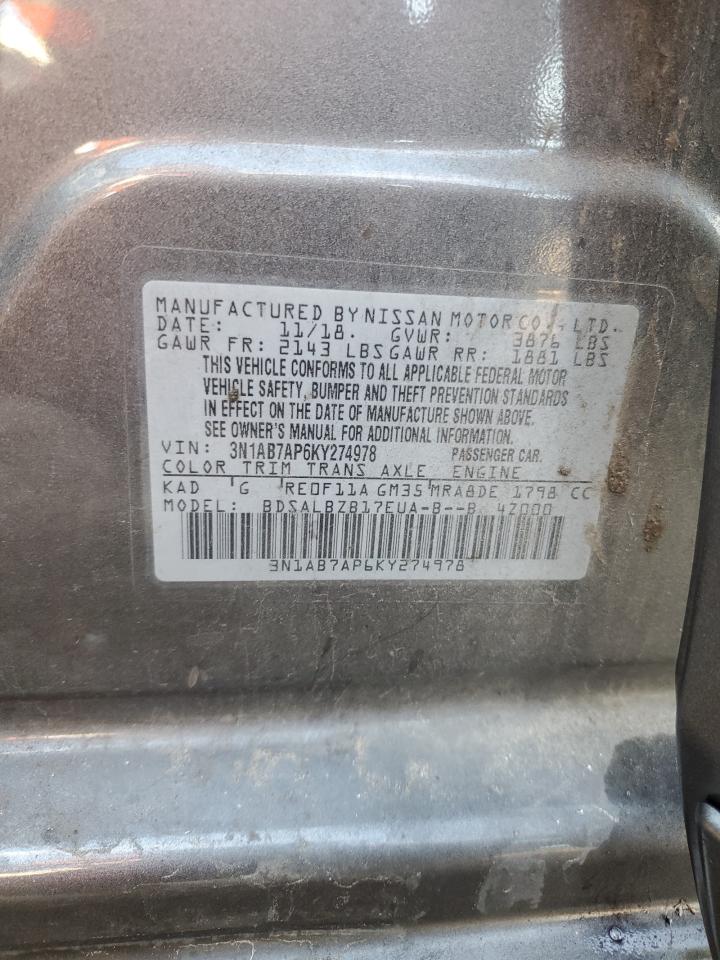 MANUFACTURED BY NISSAN MOTOR CO., LTD.
DATE: 11/18. GVWR: 3876 LBS
GAWR FR: 2143 LBS GAWR RR: 1881 LBS
THIS VEHICLE CONFORMS TO ALL APPLICABLE FEDERAL MOTOR
VEHICLE SAFETY, BUMPER AND THEFT PREVENTION STANDARDS
IN EFFECT ON THE DATE OF MANUFACTURE SHOWN ABOVE.
SEE OWNER'S MANUAL FOR ADDITIONAL INFORMATION.
VIN: 3N1AB7AP6KY274978 PASSENGER CAR.
COLOR TRIM TRANS AXLE ENGINE
KAD G RE0F11A GM35 MRA8DE 1798 CC
MODEL: BDSALBZB17EUA-B--B 4Z000
3N1AB7AP6KY274978